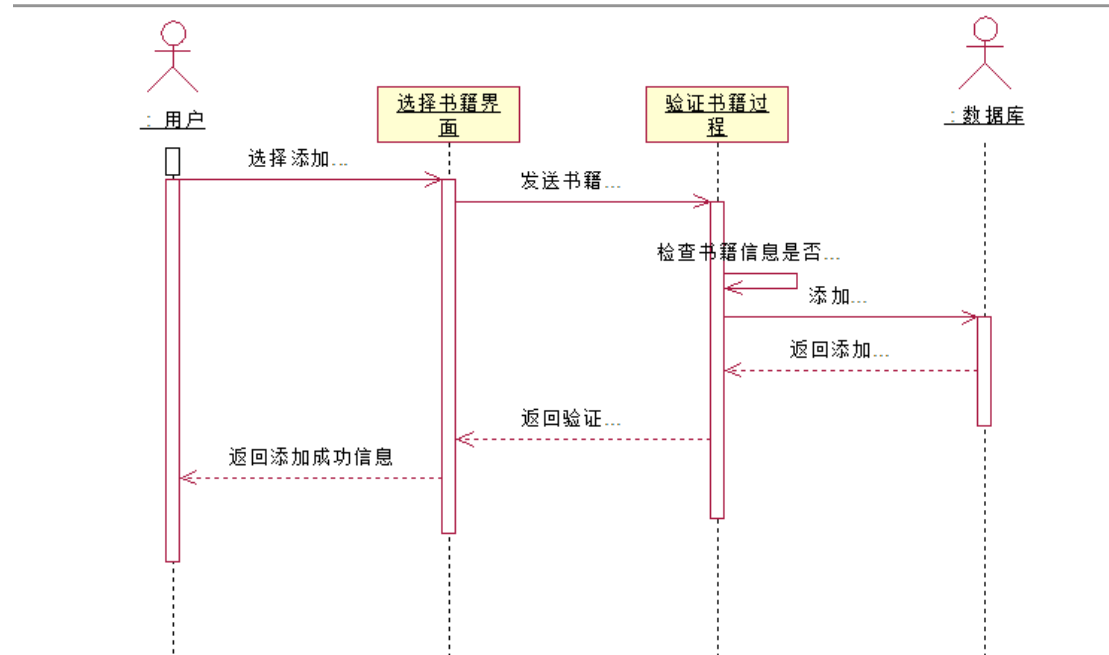 : 用户
选择书籍界
面
验证书籍过
程
: 数据库
选择添加...
发送书籍...
检查书籍信息是否...
添加...
返回添加...
返回验证...
返回添加成功信息